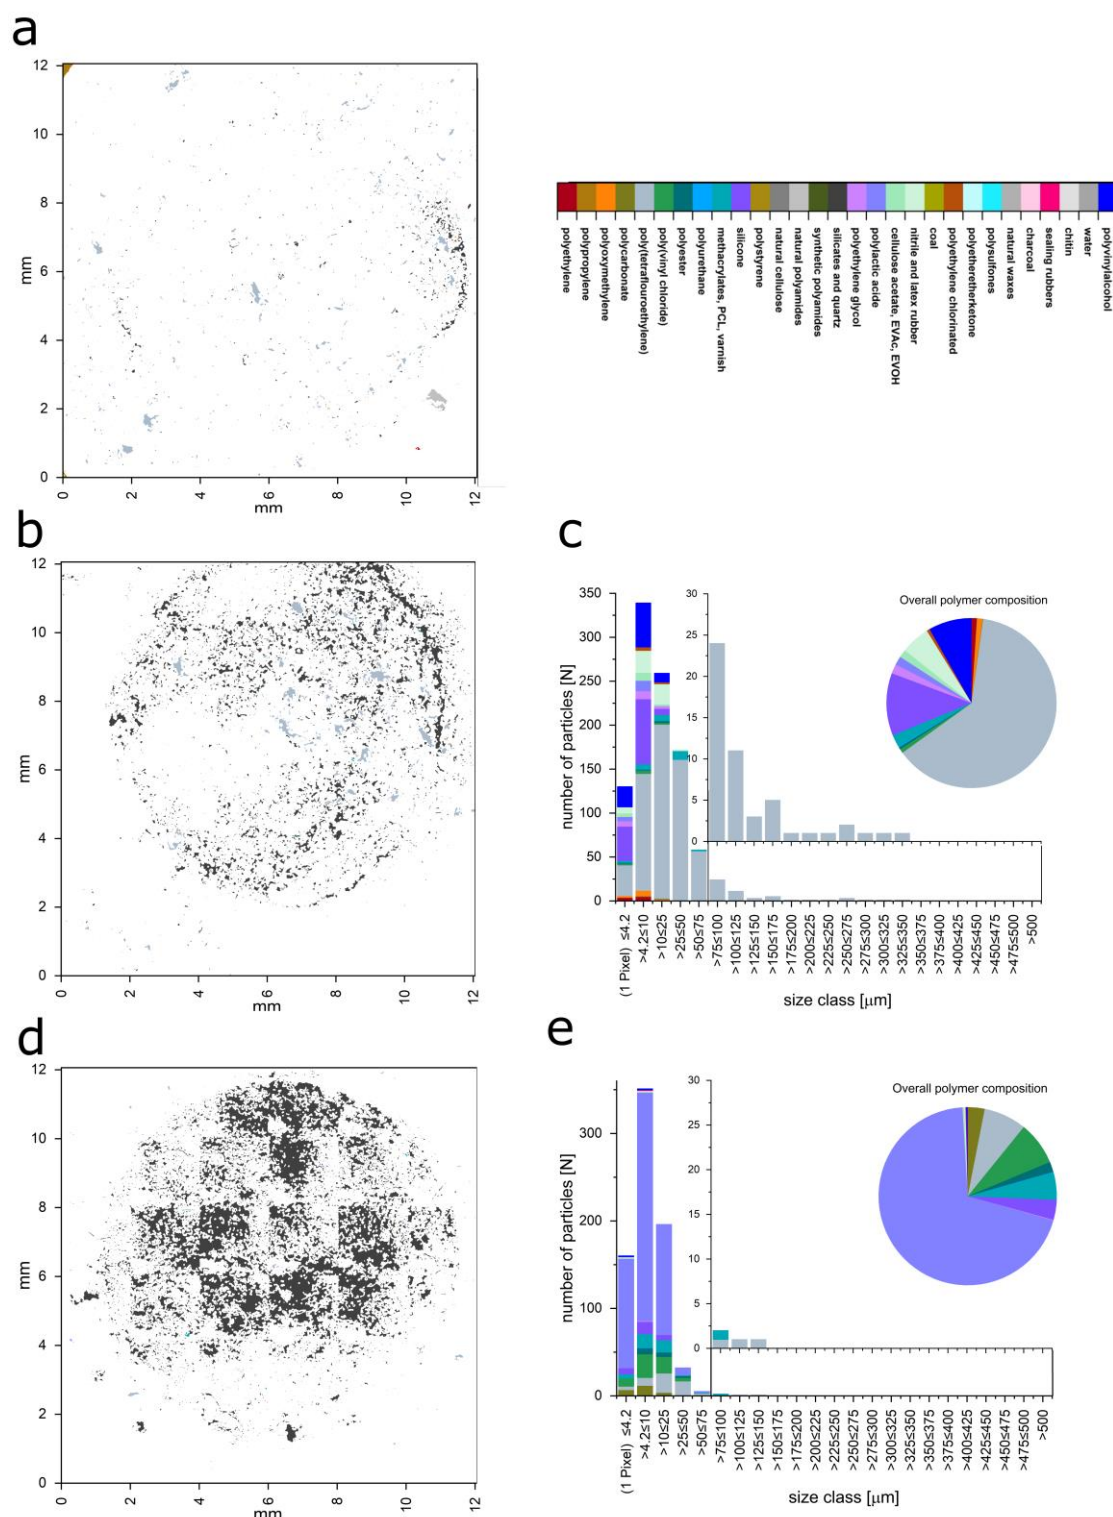 a
12
10
8
6
4
2
0
mm
0
2
4
6
8
10
12
mm
polyethylene
polypropylene
polyoxymethylene
polycarbonate
poly(tetraflouroethylene)
poly(vinyl chloride)
polyester
polyurethane
methacrylates, PCL, varnish
silicone
polystyrene
natural cellulose
natural polyamides
synthetic polyamides
silicates and quartz
polyethylene glycol
polylactic acide
cellulose acetate, EVAc, EVOH
nitrile and latex rubber
coal
polyethylene chlorinated
polyetheretherketone
polysulfones
natural waxes
charcoal
sealing rubbers
chitin
water
polyvinylalcohol
b
12
10
8
6
4
2
0
mm
0
2
4
6
8
10
12
mm
c
350
300
250
200
150
100
50
0
number of particles [N]
30
25
20
15
10
5
0
Overall polymer composition
(1 Pixel) ≤4.2
>4.2≤10
>10≤25
>25≤50
>50≤75
>75≤100
>100≤125
>125≤150
>150≤175
>175≤200
>200≤225
>225≤250
>250≤275
>275≤300
>300≤325
>325≤350
>350≤375
>375≤400
>400≤425
>425≤450
>450≤475
>475≤500
>500
size class [µm]
d
12
10
8
6
4
2
0
mm
0
2
4
6
8
10
12
mm
e
300
200
100
0
number of particles [N]
30
25
20
15
10
5
0
Overall polymer composition
(1 Pixel) ≤4.2
>4.2≤10
>10≤25
>25≤50
>50≤75
>75≤100
>100≤125
>125≤150
>175≤200
>200≤225
>225≤250
>250≤275
>275≤300
>325≤350
>350≤375
>375≤400
>400≤425
>425≤450
>450≤475
>475≤500
>500
size class [µm]